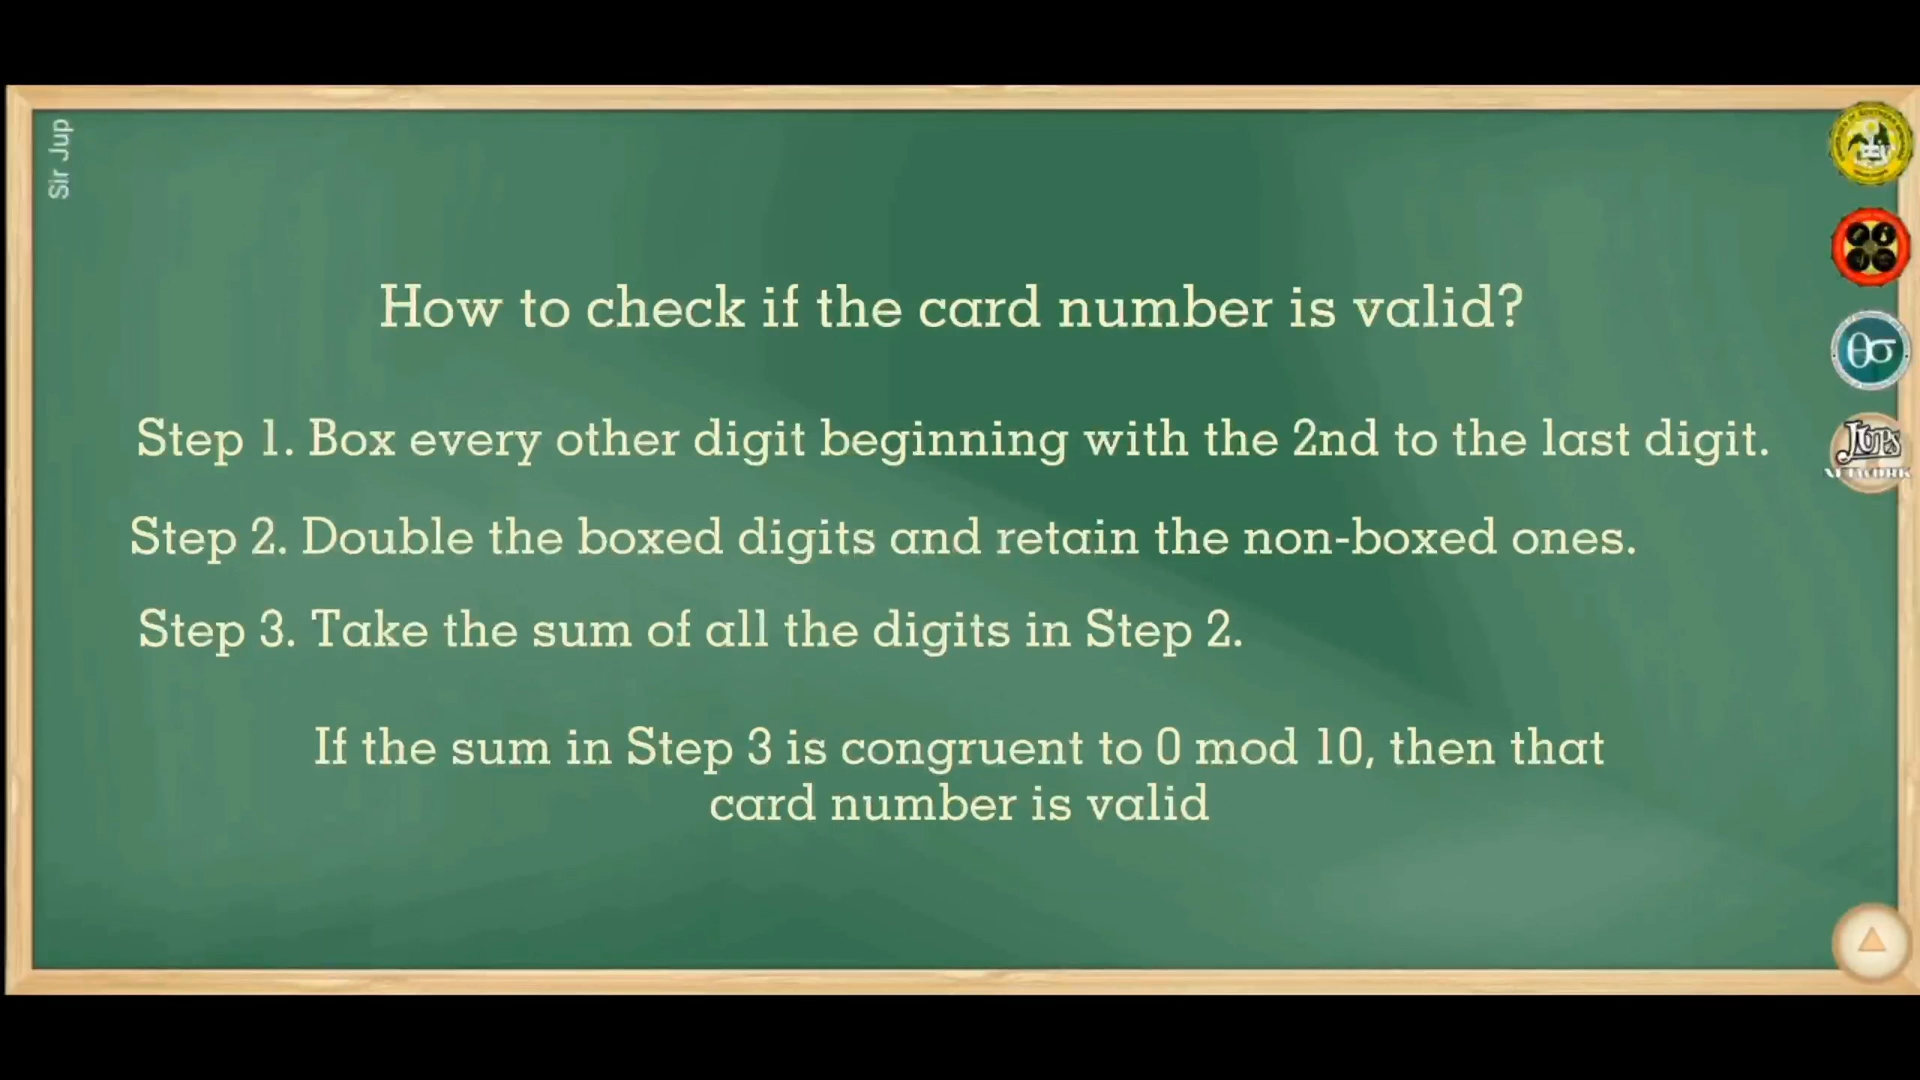 Sir Jup
How to check if the card number is valid?
Step 1. Box every other digit beginning with the 2nd to the last digit.
Step 2. Double the boxed digits and retain the non-boxed ones.
Step 3. Take the sum of all the digits in Step 2.
If the sum in Step 3 is congruent to 0 mod 10, then that
card number is valid
θσ
JUPS
NETWORK